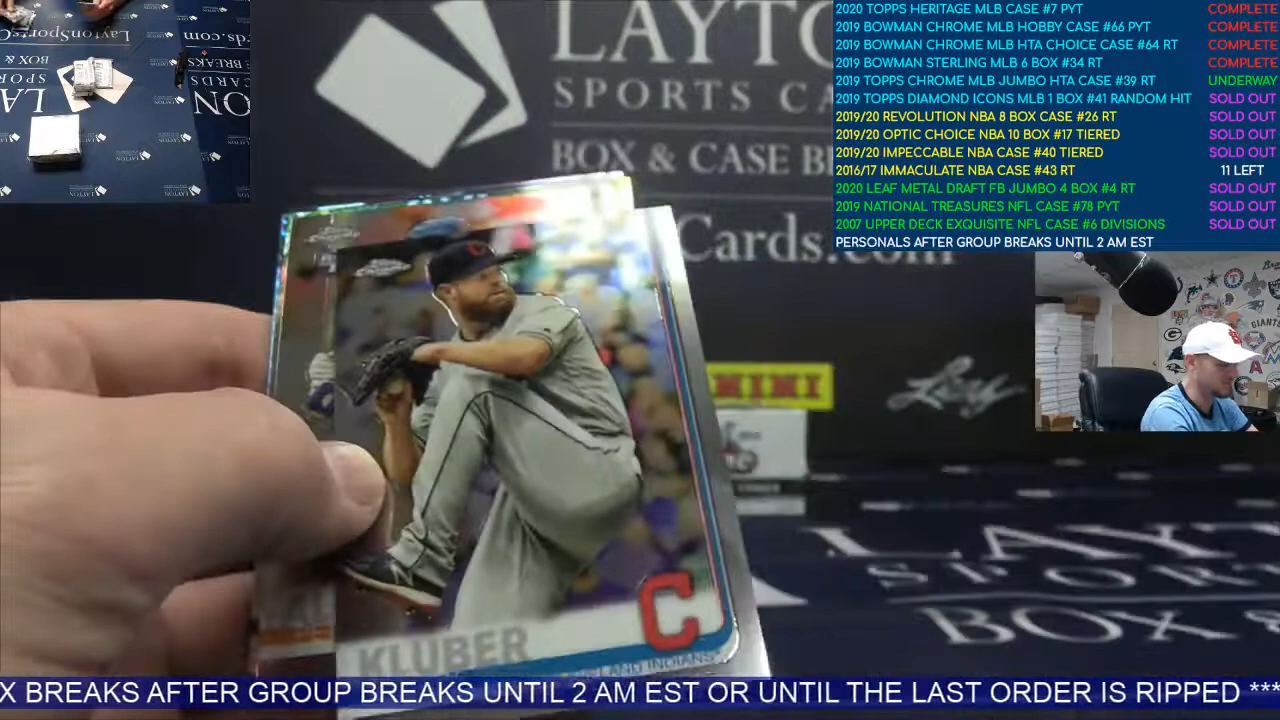 2020 TOPPS HERITAGE MLB CASE #7 PYT COMPLETE
2019 BOWMAN CHROME MLB HOBBY CASE #66 PYT COMPLETE
2019 BOWMAN CHROME MLB HTA CHOICE CASE #64 RT COMPLETE
2019 BOWMAN STERLING MLB 6 BOX #34 RT COMPLETE
2019 TOPPS CHROME MLB JUMBO HTA CASE #39 RT UNDERWAY
2019 TOPPS DIAMOND ICONS MLB 1 BOX #41 RANDOM HIT SOLD OUT
2019/20 REVOLUTION NBA 8 BOX CASE #26 RT SOLD OUT
2019/20 OPTIC CHOICE NBA 10 BOX #17 TIERED SOLD OUT
2019/20 IMPECCABLE NBA CASE #40 TIERED SOLD OUT
2016/17 IMMACULATE NBA CASE #43 RT 11 LEFT
2020 LEAF METAL DRAFT FB JUMBO 4 BOX #4 RT SOLD OUT
2019 NATIONAL TREASURES NFL CASE #78 PYT SOLD OUT
2007 UPPER DECK EXQUISITE NFL CASE #6 DIVISIONS SOLD OUT
PERSONALS AFTER GROUP BREAKS UNTIL 2 AM EST
LAYTO
SPORTS CA
BOX & CASE B
Cards.com
PANINI
Leaf
C
KLUBER
CLEVELAND INDIANS
LAYT
SPOR
BOX
X BREAKS AFTER GROUP BREAKS UNTIL 2 AM EST OR UNTIL THE LAST ORDER IS RIPPED ***